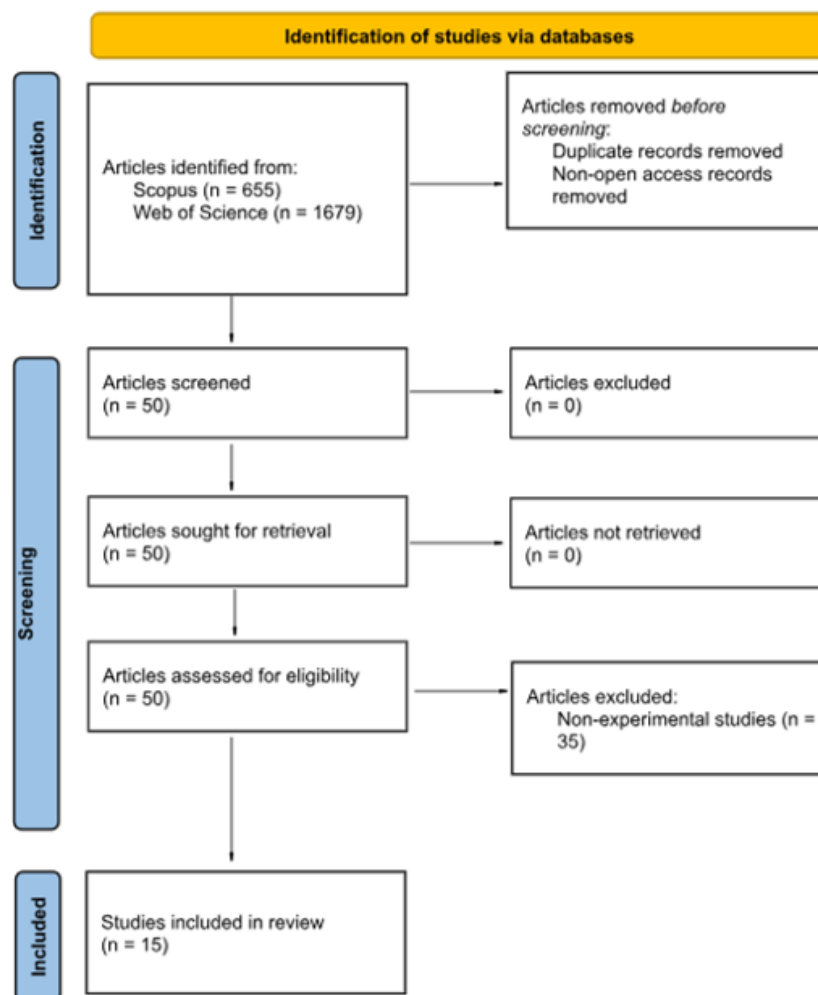 Identification of studies via databases
Identification
Articles identified from:
Scopus (n = 655)
Web of Science (n = 1679)
Articles removed before
screening:
Duplicate records removed
Non-open access records
removed
Screening
Articles screened
(n = 50)
Articles excluded
(n = 0)
Articles sought for retrieval
(n = 50)
Articles not retrieved
(n = 0)
Articles assessed for eligibility
(n = 50)
Articles excluded:
Non-experimental studies (n =
35)
Included
Studies included in review
(n = 15)